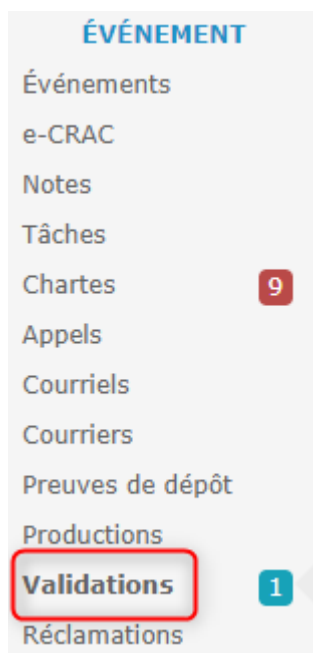 ÉVÉNEMENT
Événements
e-CRAC
Notes
Tâches
Chartes 9
Appels
Courriels
Courriers
Preuves de dépôt
Productions
Validations 1
Réclamations